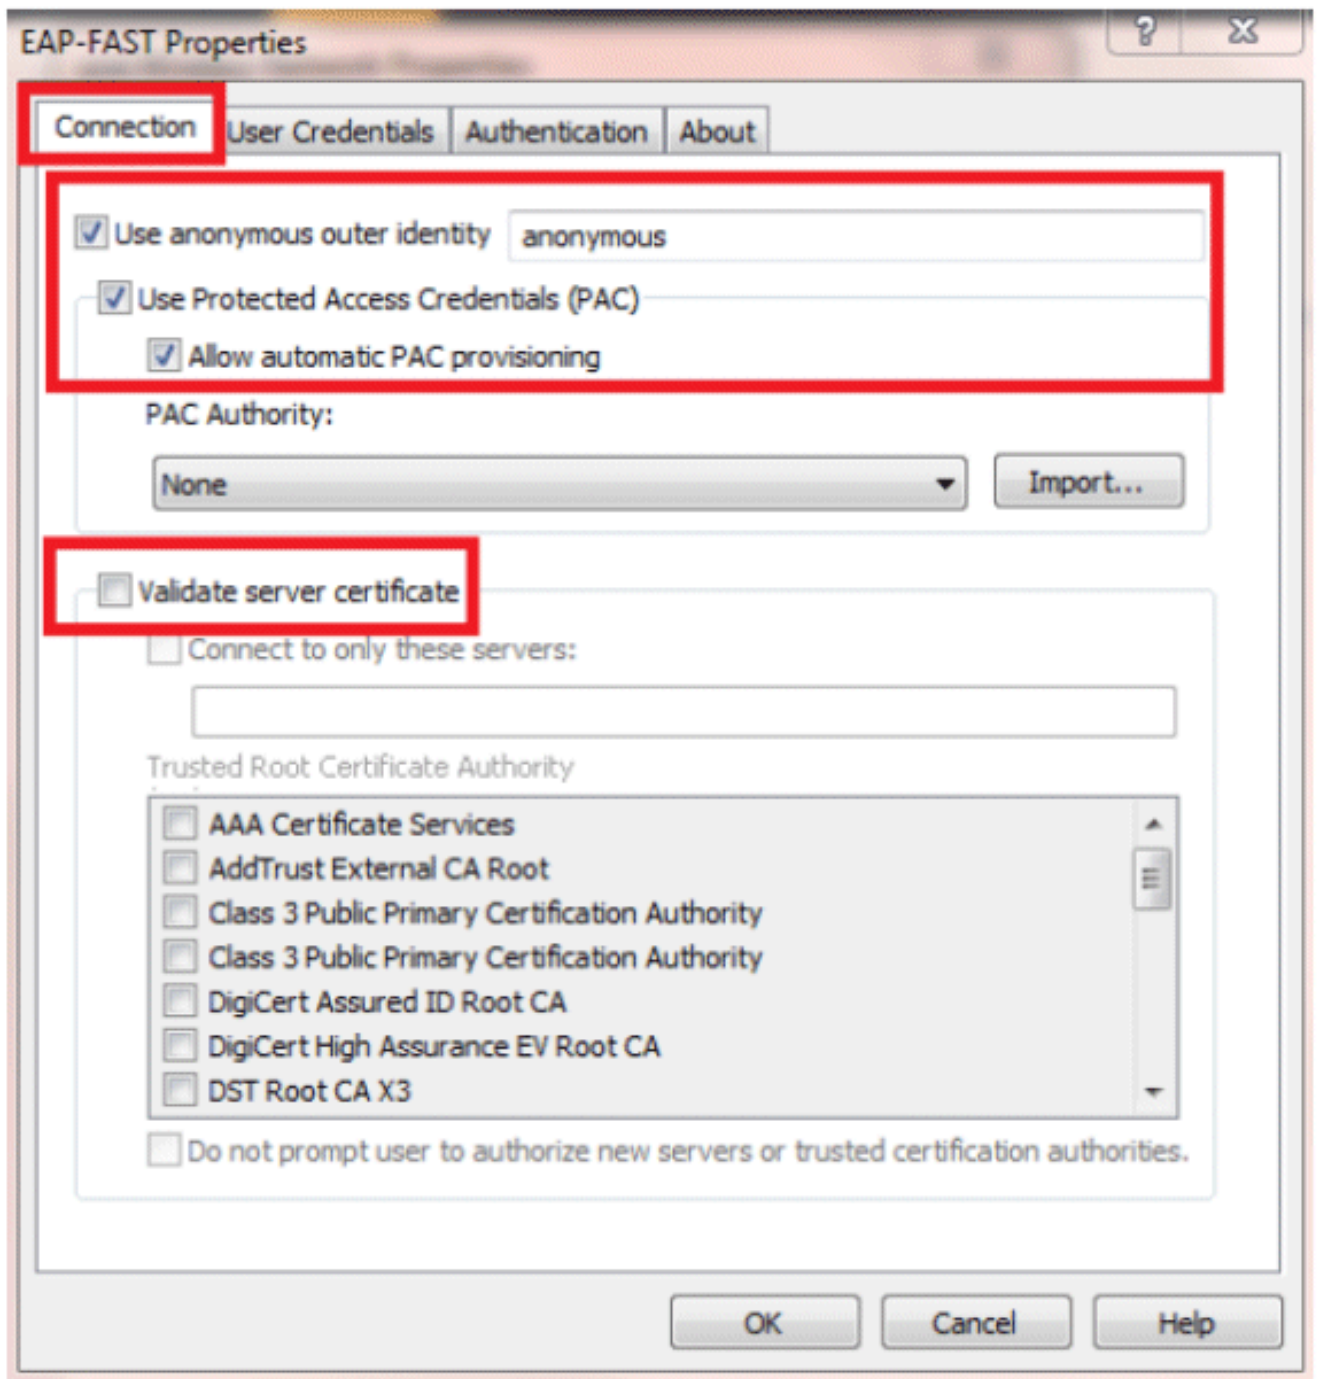 EAP-FAST Properties
Connection User Credentials Authentication About
Use anonymous outer identity anonymous
Use Protected Access Credentials (PAC)
Allow automatic PAC provisioning
PAC Authority:
None Import...
Validate server certificate
Connect to only these servers:
Trusted Root Certificate Authority
AAA Certificate Services
AddTrust External CA Root
Class 3 Public Primary Certification Authority
Class 3 Public Primary Certification Authority
DigiCert Assured ID Root CA
DigiCert High Assurance EV Root CA
DST Root CA X3
Do not prompt user to authorize new servers or trusted certification authorities.
OK Cancel Help